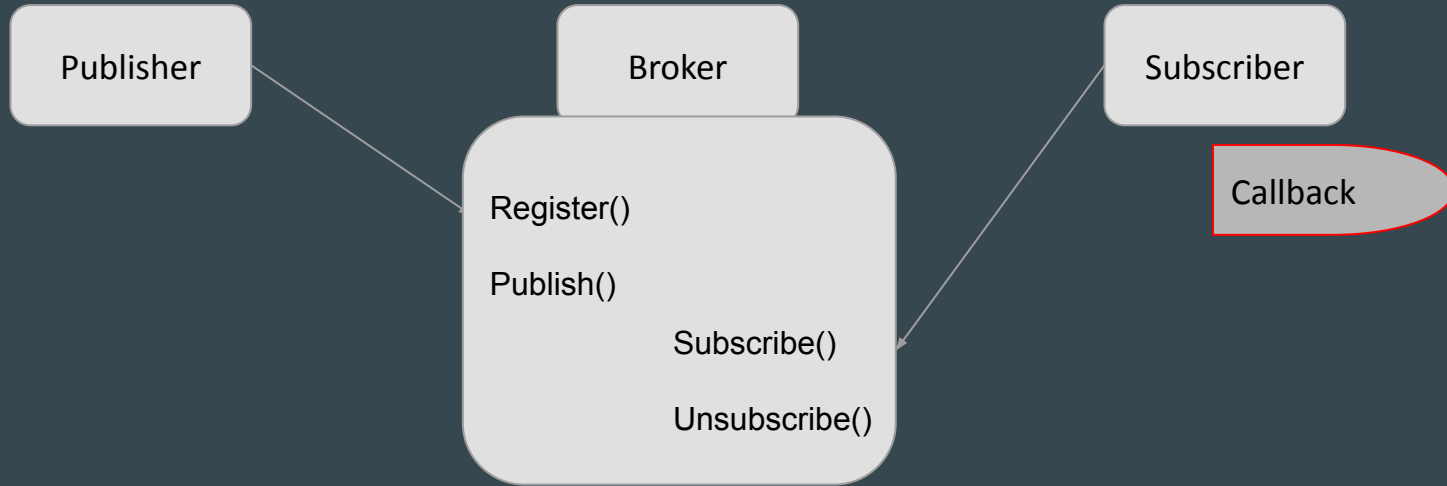 Publisher
Broker
Subscriber
Callback
Register()
Publish()
Subscribe()
Unsubscribe()